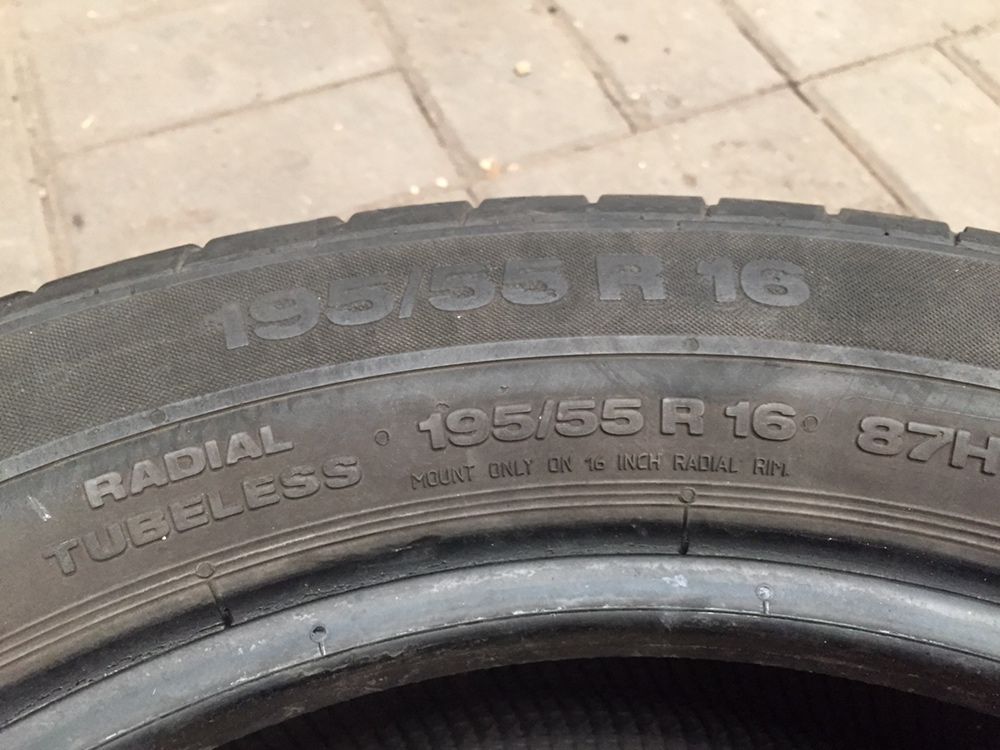 195/55 R 16
RADIAL
TUBELESS
195/55 R 16
87H
MOUNT ONLY ON 16 INCH RADIAL RIM.